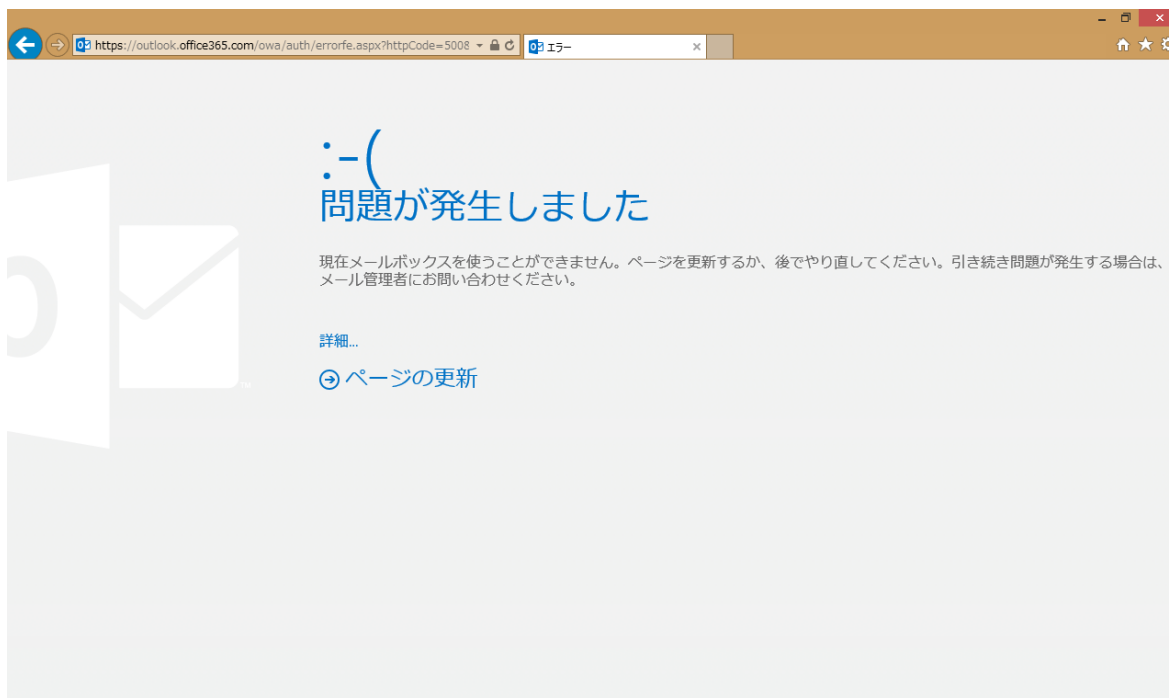 https://outlook.office365.com/owa/auth/errorfe.aspx?httpCode=500&
エラー
:-(
問題が発生しました
現在メールボックスを使うことができません。ページを更新するか、後でやり直してください。引き続き問題が発生する場合は、
メール管理者にお問い合わせください。
詳細...
ページの更新